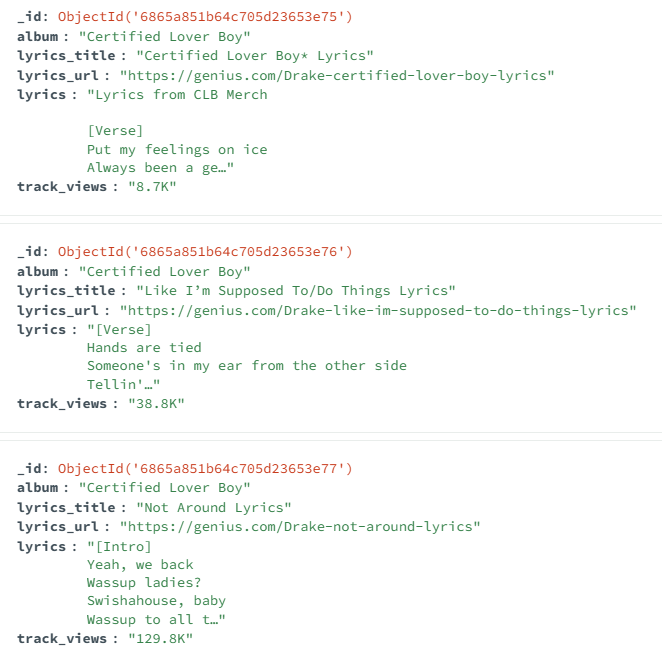 _id: ObjectId('6865a851b64c705d23653e75')
album : "Certified Lover Boy"
lyrics_title : "Certified Lover Boy* Lyrics"
lyrics_url : "https://genius.com/Drake-certified-lover-boy-lyrics"
lyrics : "Lyrics from CLB Merch
[Verse]
Put my feelings on ice
Always been a ge…"
track_views : "8.7K"
_id: ObjectId('6865a851b64c705d23653e76')
album : "Certified Lover Boy"
lyrics_title : "Like I’m Supposed To/Do Things Lyrics"
lyrics_url : "https://genius.com/Drake-like-im-supposed-to-do-things-lyrics"
lyrics : "[Verse]
Hands are tied
Someone's in my ear from the other side
Tellin'…"
track_views : "38.8K"
_id: ObjectId('6865a851b64c705d23653e77')
album : "Certified Lover Boy"
lyrics_title : "Not Around Lyrics"
lyrics_url : "https://genius.com/Drake-not-around-lyrics"
lyrics : "[Intro]
Yeah, we back
Wassup ladies?
Swishahouse, baby
Wassup to all t…"
track_views : "129.8K"